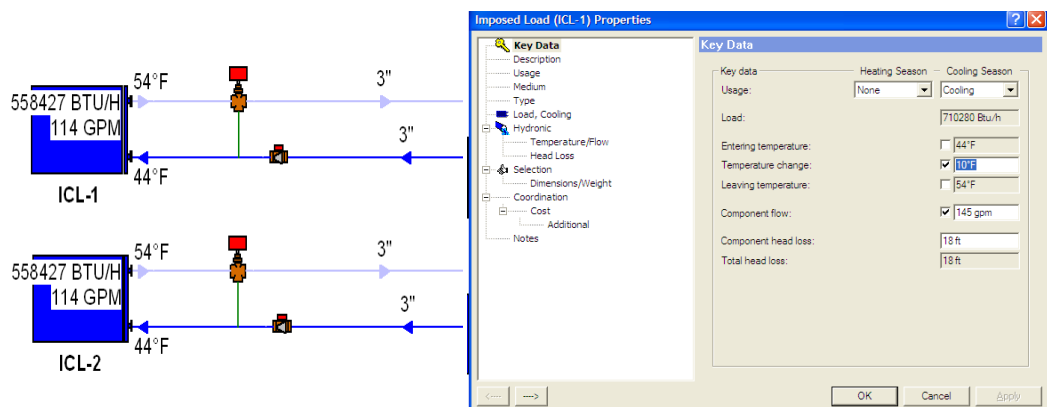 54°F
3"
558427 BTU/H
114 GPM
3"
44°F
ICL-1
54°F
3"
558427 BTU/H
114 GPM
3"
44°F
ICL-2
Imposed Load (ICL-1) Properties
Key Data
Description
Usage
Medium
Type
Load, Cooling
Hydronic
Temperature/Flow
Head Loss
Selection
Dimensions/Weight
Coordination
Cost
Additional
Notes
Key Data
Key data Heating Season Cooling Season
Usage: None Cooling
Load: 710280 Btu/h
Entering temperature: 44°F
Temperature change: 10°F
Leaving temperature: 54°F
Component flow: 145 gpm
Component head loss: 18 ft
Total head loss: 18 ft
<--- ---> OK Cancel Apply